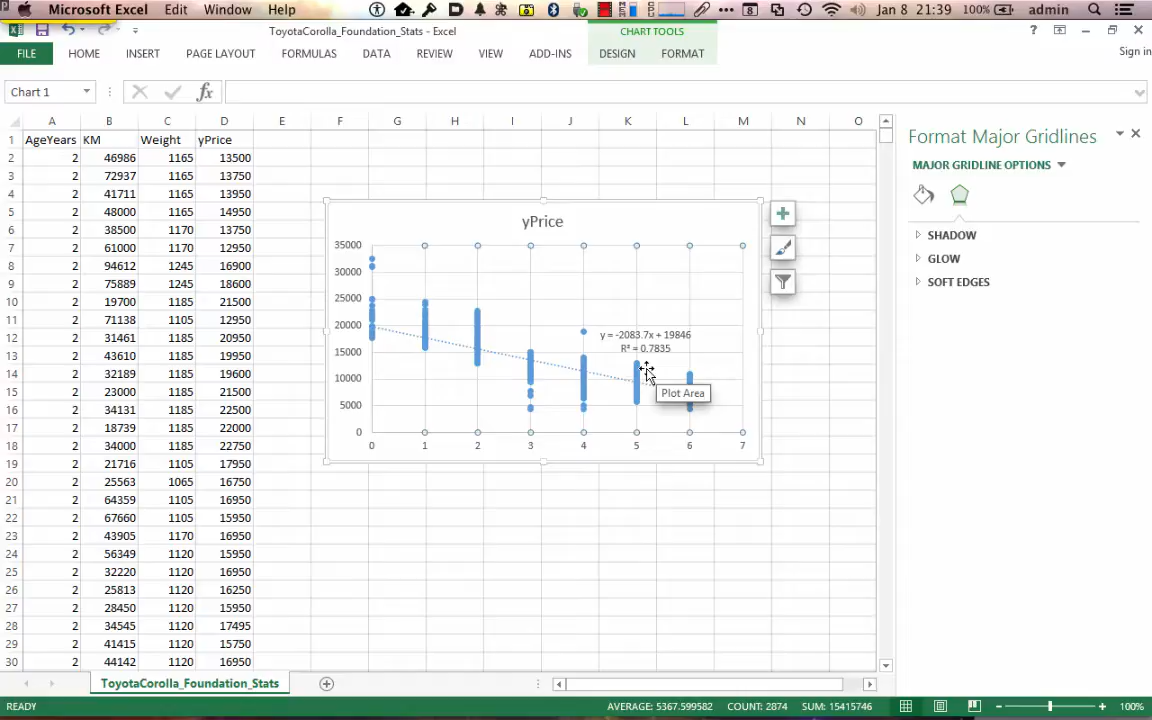 Microsoft Excel Edit Window Help Jan 8 21:39 100% admin
ToyotaCorolla_Foundation_Stats - Excel CHART TOOLS ?
Sign in
FILE HOME INSERT PAGE LAYOUT FORMULAS DATA REVIEW VIEW ADD-INS DESIGN FORMAT
Chart 1 fx
A B C D E F G H I J K L M N O
1 AgeYears KM Weight yPrice
2 2 46986 1165 13500
3 2 72937 1165 13750
4 2 41711 1165 13950
5 2 48000 1165 14950
6 2 38500 1170 13750
7 2 61000 1170 12950
8 2 94612 1245 16900
9 2 75889 1245 18600
10 2 19700 1185 21500
11 2 71138 1105 12950
12 2 31461 1185 20950
13 2 43610 1185 19950
14 2 32189 1185 19600
15 2 23000 1185 21500
16 2 34131 1185 22500
17 2 18739 1185 22000
18 2 34000 1185 22750
19 2 21716 1105 17950
20 2 25563 1065 16750
21 2 64359 1105 16950
22 2 67660 1105 15950
23 2 43905 1170 16950
24 2 56349 1120 15950
25 2 32220 1120 16950
26 2 25813 1120 16250
27 2 28450 1120 15950
28 2 34545 1120 17495
29 2 41415 1120 15750
30 2 44142 1120 16950
yPrice
35000
30000
25000
20000
15000
10000
5000
0
y = -2083.7x + 19846
R² = 0.7835
Plot Area
0 1 2 3 4 5 6 7
Format Major Gridlines
MAJOR GRIDLINE OPTIONS
SHADOW
GLOW
SOFT EDGES
ToyotaCorolla_Foundation_Stats
READY AVERAGE: 5367.599582 COUNT: 2874 SUM: 15415746 100%